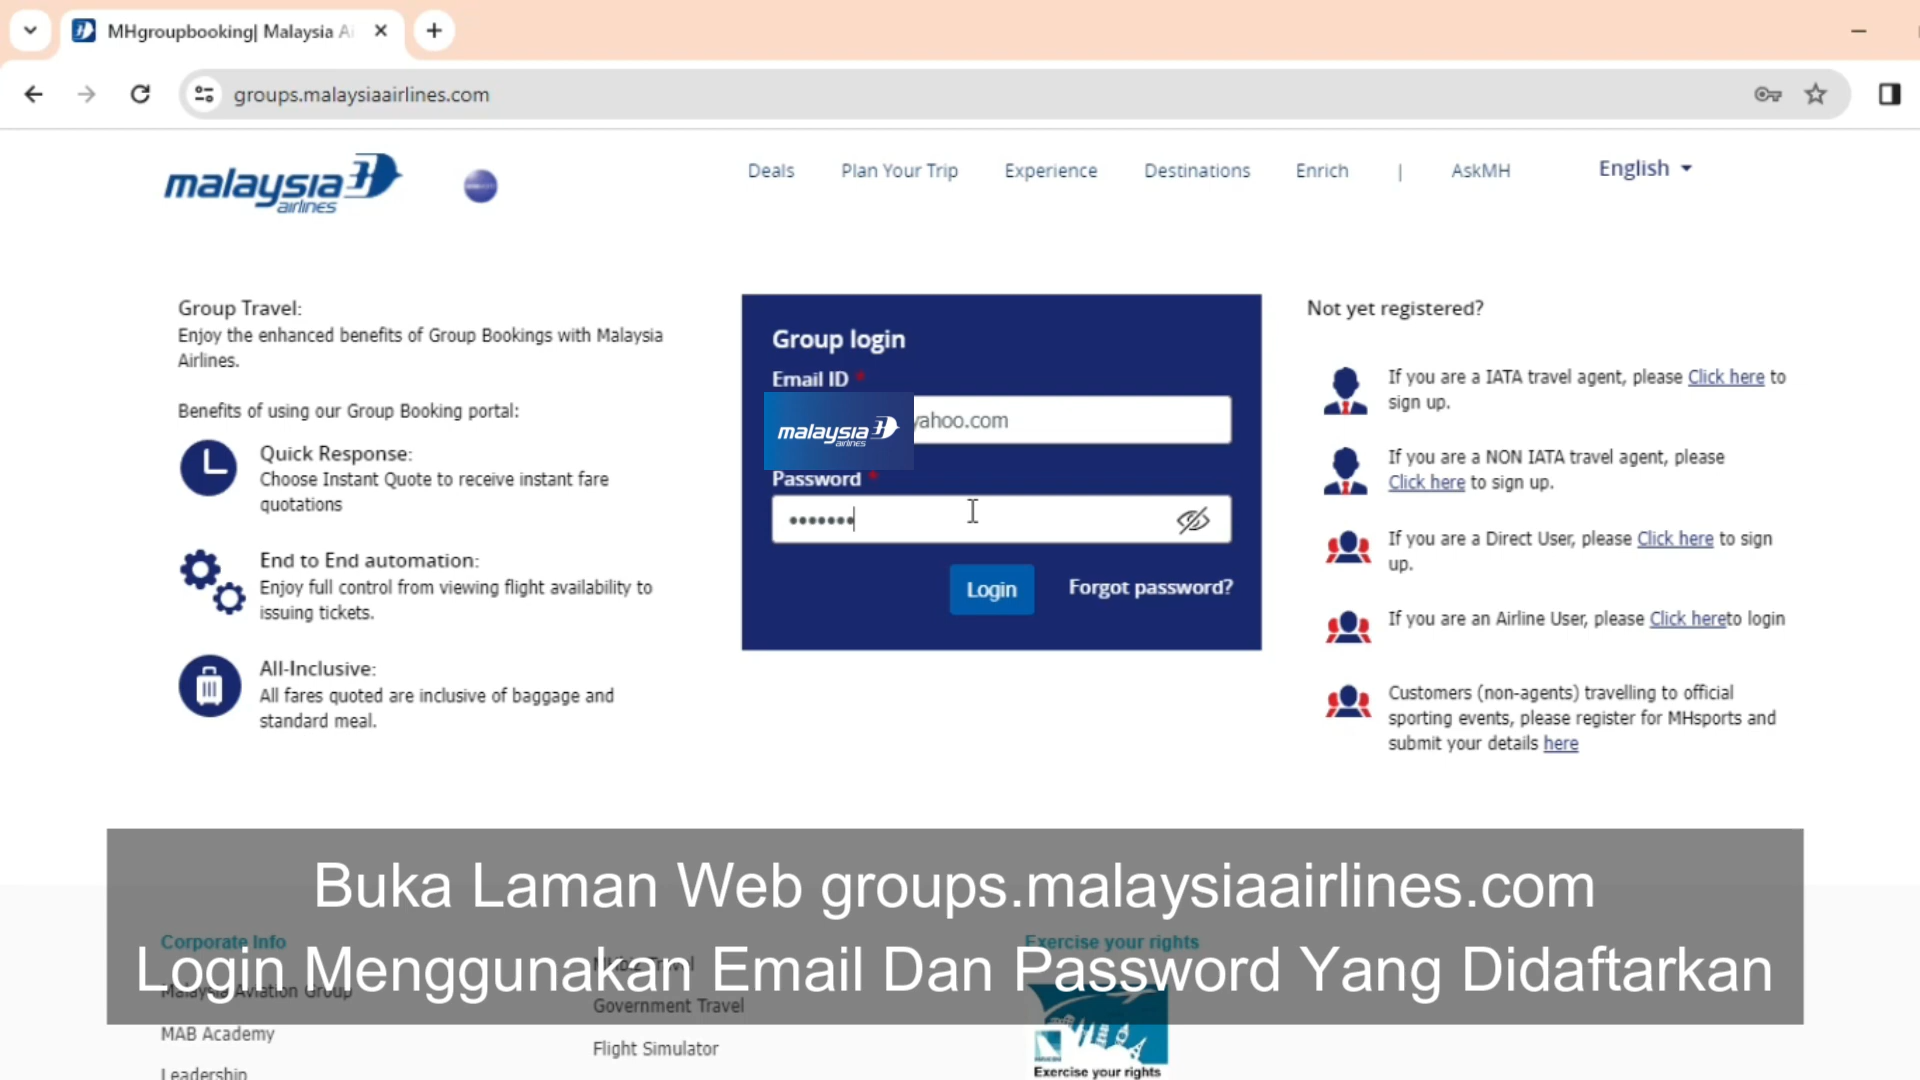 MHgroupbooking| Malaysia Ai
groups.malaysiaairlines.com
malaysia
airlines
Deals
Plan Your Trip
Experience
Destinations
Enrich
|
AskMH
English
Group Travel:
Enjoy the enhanced benefits of Group Bookings with Malaysia
Airlines.
Benefits of using our Group Booking portal:
Quick Response:
Choose Instant Quote to receive instant fare
quotations
End to End automation:
Enjoy full control from viewing flight availability to
issuing tickets.
All-Inclusive:
All fares quoted are inclusive of baggage and
standard meal.
Group login
Email ID *
malaysia
airlines
yahoo.com
Password *
•••••••
Login
Forgot password?
Not yet registered?
If you are a IATA travel agent, please Click here to
sign up.
If you are a NON IATA travel agent, please
Click here to sign up.
If you are a Direct User, please Click here to sign
up.
If you are an Airline User, please Click hereto login
Customers (non-agents) travelling to official
sporting events, please register for MHsports and
submit your details here
Buka Laman Web groups.malaysiaairlines.com
Login Menggunakan Email Dan Password Yang Didaftarkan
Corporate Info
Malaysia Aviation Group
MAB Academy
Leadership
Government Travel
Flight Simulator
Exercise your rights
Exercise your rights